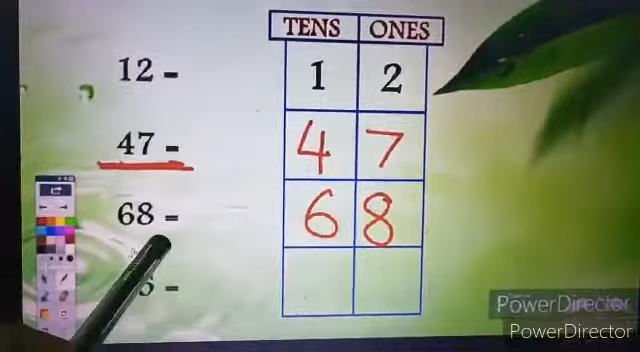 TENS ONES
12 = 1 2
47 = 4 7
68 = 6 8
=
PowerDirector
PowerDirector